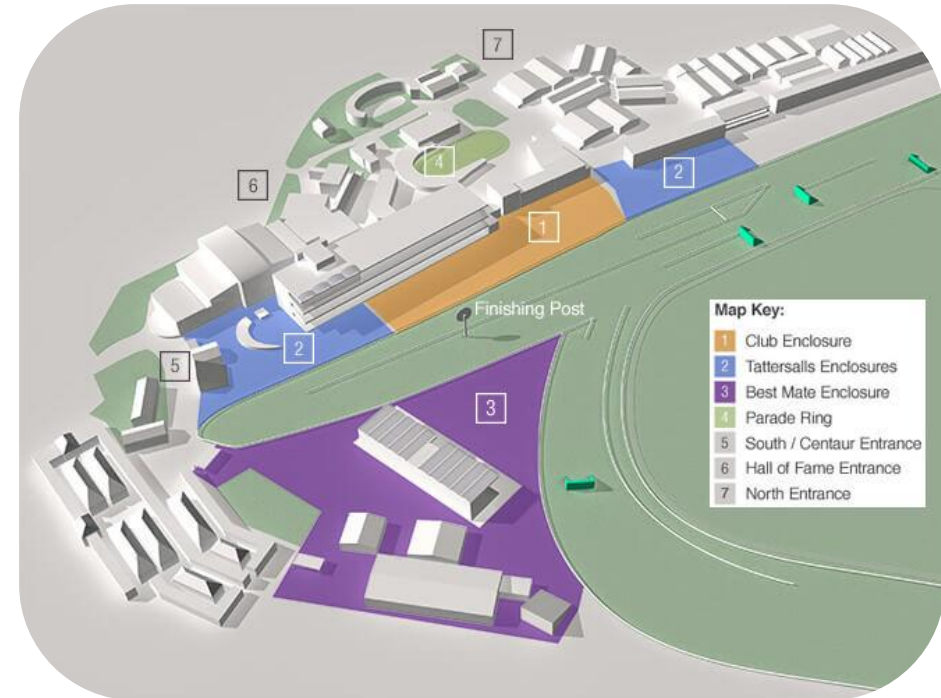 7
4
6
2
1
Finishing Post
2
5
3
Map Key:
1 Club Enclosure
2 Tattersalls Enclosures
3 Best Mate Enclosure
4 Parade Ring
5 South / Centaur Entrance
6 Hall of Fame Entrance
7 North Entrance